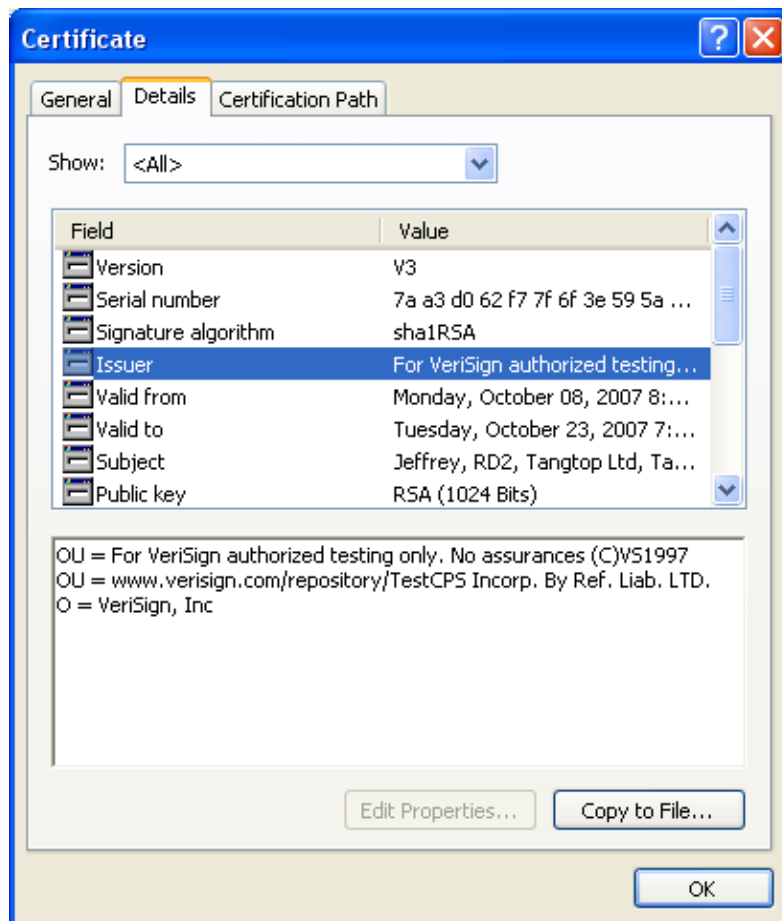 Certificate
General Details Certification Path
Show: <All>
Field Value
Version V3
Serial number 7a a3 d0 62 f7 7f 6f 3e 59 5a ...
Signature algorithm sha1RSA
Issuer For VeriSign authorized testing...
Valid from Monday, October 08, 2007 8:...
Valid to Tuesday, October 23, 2007 7:...
Subject Jeffrey, RD2, Tangtop Ltd, Ta...
Public key RSA (1024 Bits)
OU = For VeriSign authorized testing only. No assurances (C)VS1997
OU = www.verisign.com/repository/TestCPS Incorp. By Ref. Liab. LTD.
O = VeriSign, Inc
Edit Properties... Copy to File...
OK